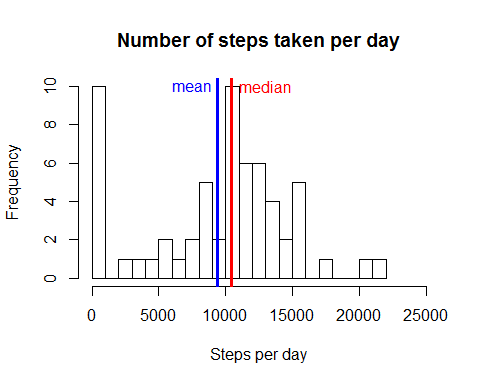 Number of steps taken per day
mean
median
Frequency
10
8
6
4
2
0
0 5000 10000 15000 20000 25000
Steps per day